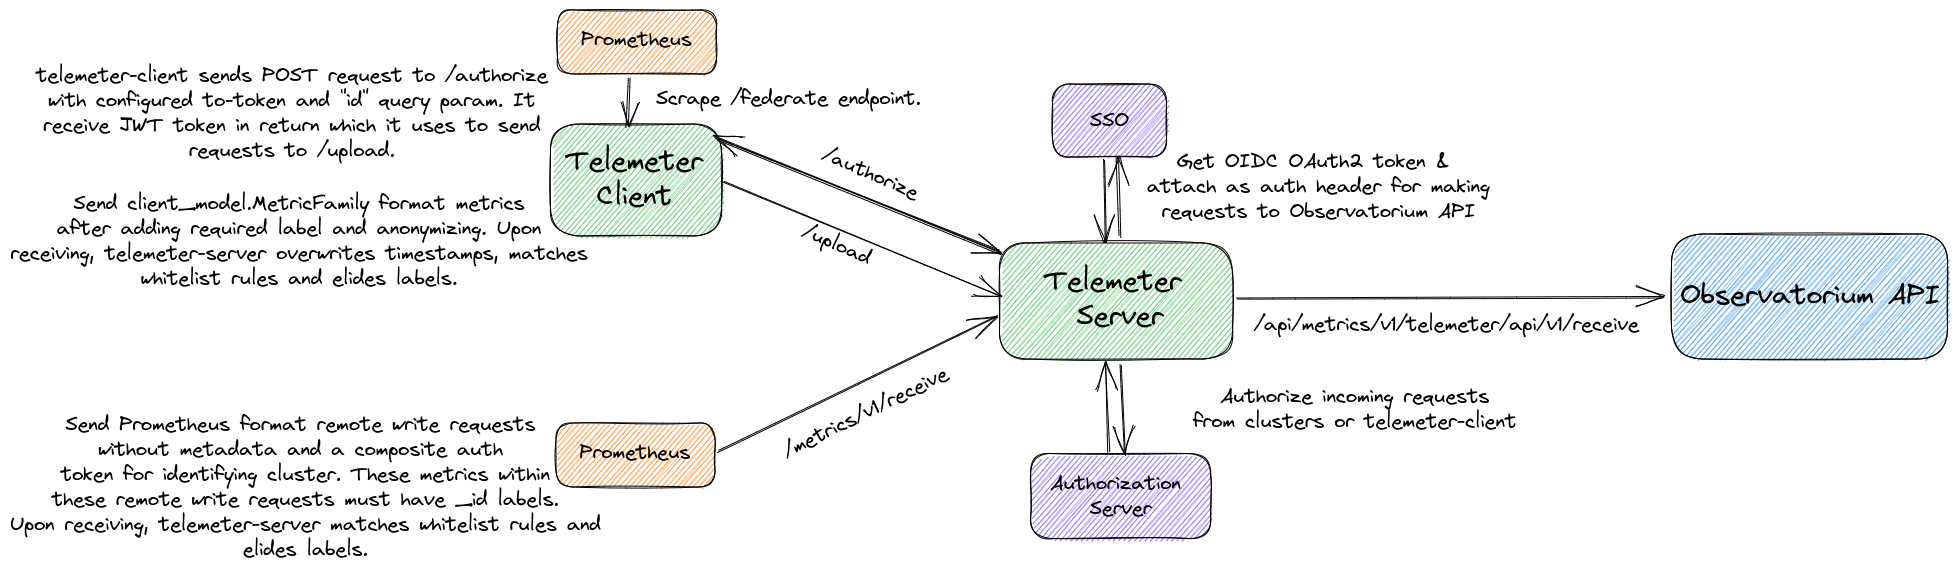 Prometheus
telemeter-client sends POST request to /authorize
with configured to-token and "id" query param. It
receive JWT token in return which it uses to send
requests to /upload.
Scrape /federate endpoint.
Telemeter
Client
Send client_model.MetricFamily format metrics
after adding required label and anonymizing. Upon
receiving, telemeter-server overwrites timestamps, matches
whitelist rules and elides labels.
/authorize
/upload
SSO
Get OIDC OAuth2 token &
attach as auth header for making
requests to Observatorium API
Telemeter
Server
/api/metrics/v1/telemeter/api/v1/receive
Observatorium API
Send Prometheus format remote write requests
without metadata and a composite auth
token for identifying cluster. These metrics within
these remote write requests must have _id labels.
Upon receiving, telemeter-server matches whitelist rules and
elides labels.
Prometheus
/metrics/v1/receive
Authorize incoming requests
from clusters or telemeter-client
Authorization
Server